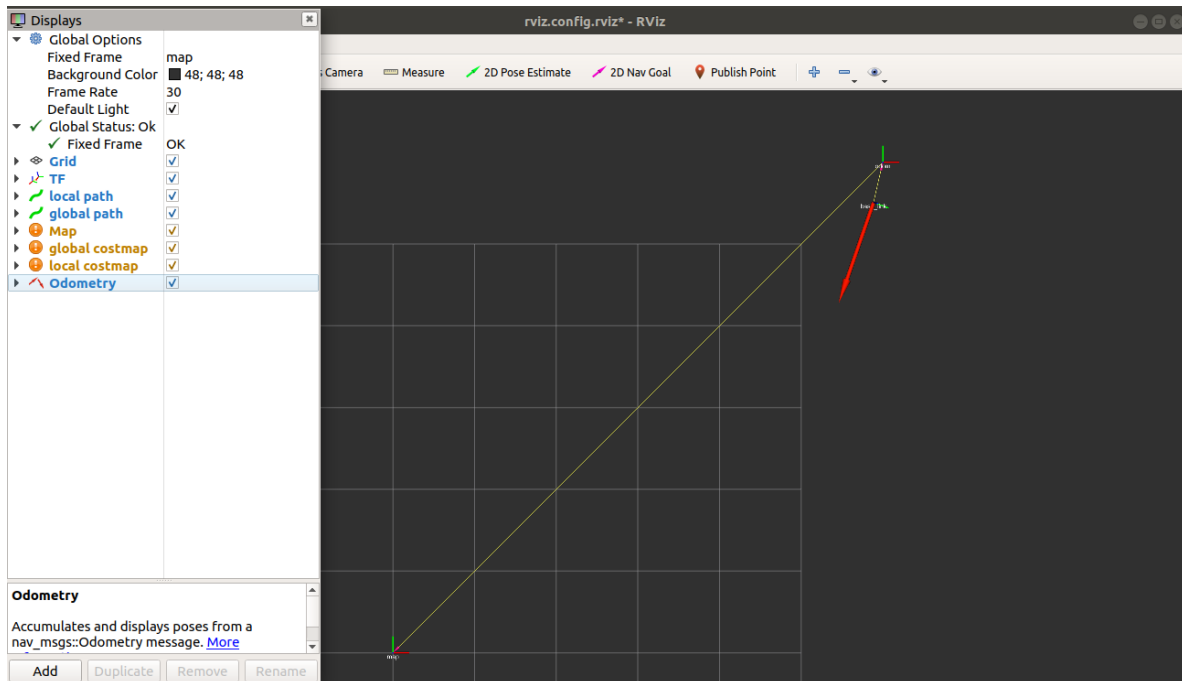 Displays
rviz.config.rviz* - RViz
Global Options
Fixed Frame map
Background Color 48; 48; 48
Frame Rate 30
Default Light
Global Status: Ok
Fixed Frame OK
Grid
TF
local path
global path
Map
global costmap
local costmap
Odometry
Camera Measure 2D Pose Estimate 2D Nav Goal Publish Point
map
Odometry
Accumulates and displays poses from a
nav_msgs::Odometry message. More
Add Duplicate Remove Rename